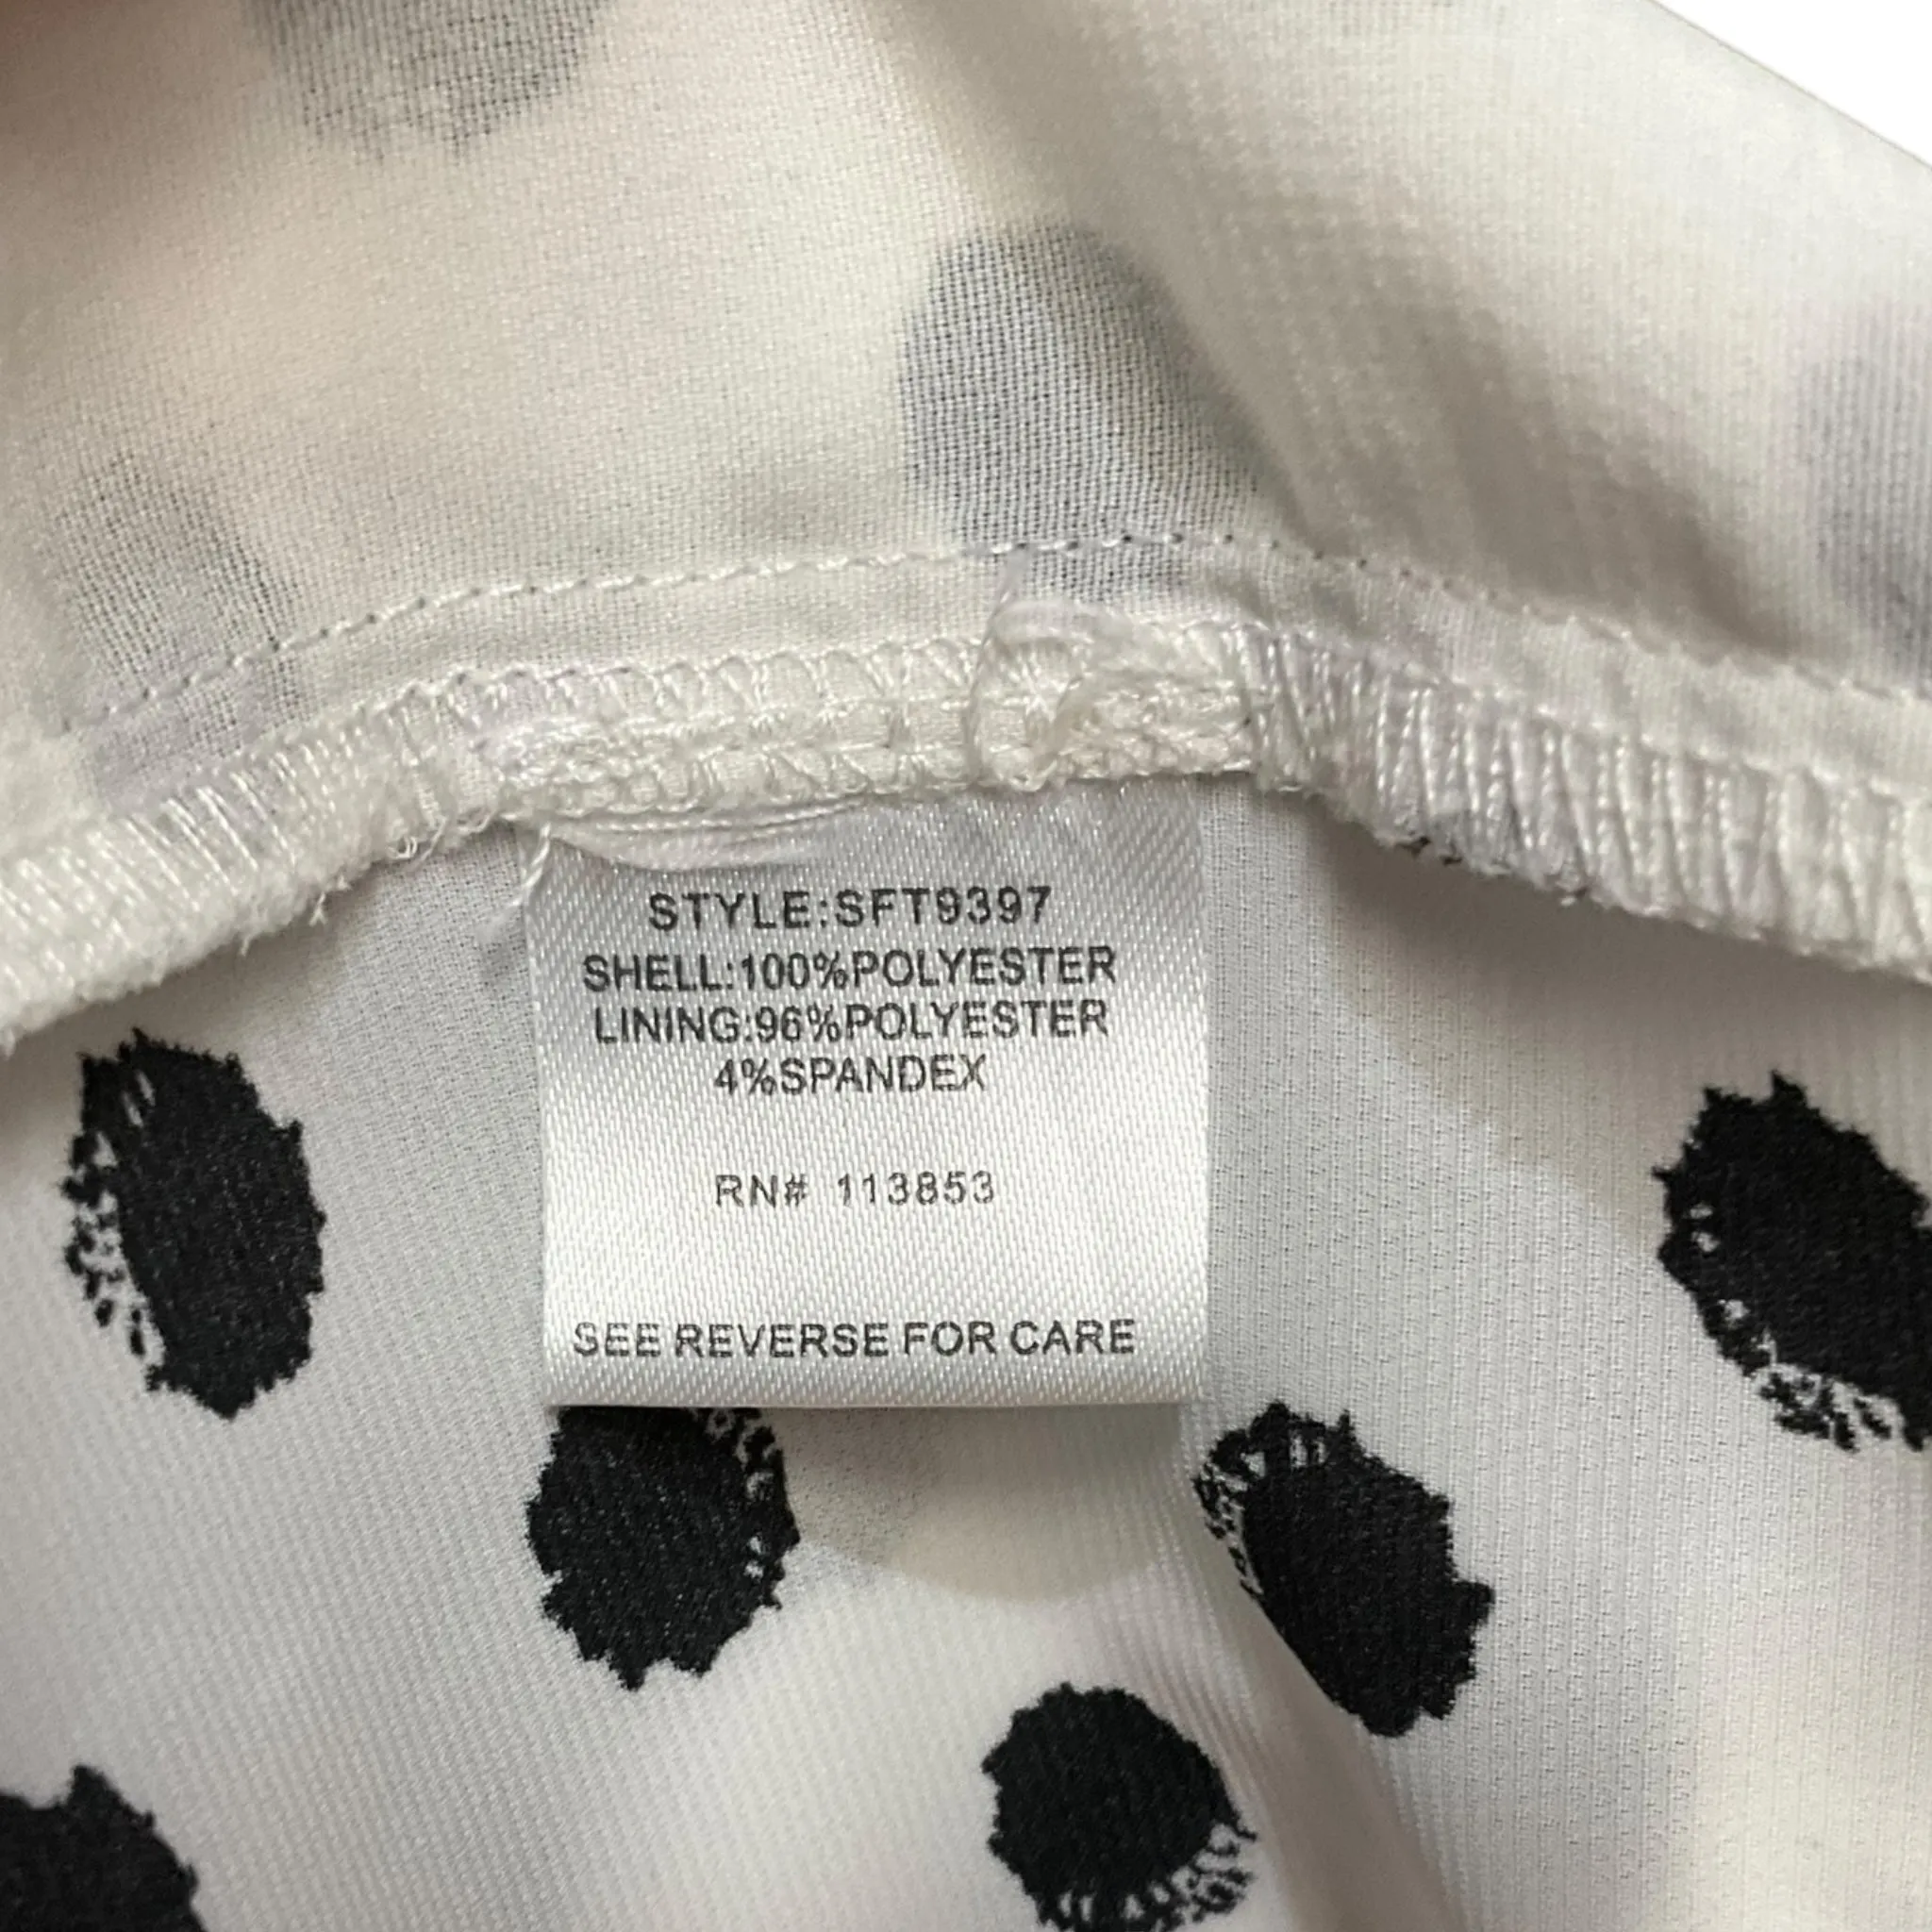 STYLE:SFT9397
SHELL:100%POLYESTER
LINING:96%POLYESTER
4%SPANDEX
RN# 113853
SEE REVERSE FOR CARE